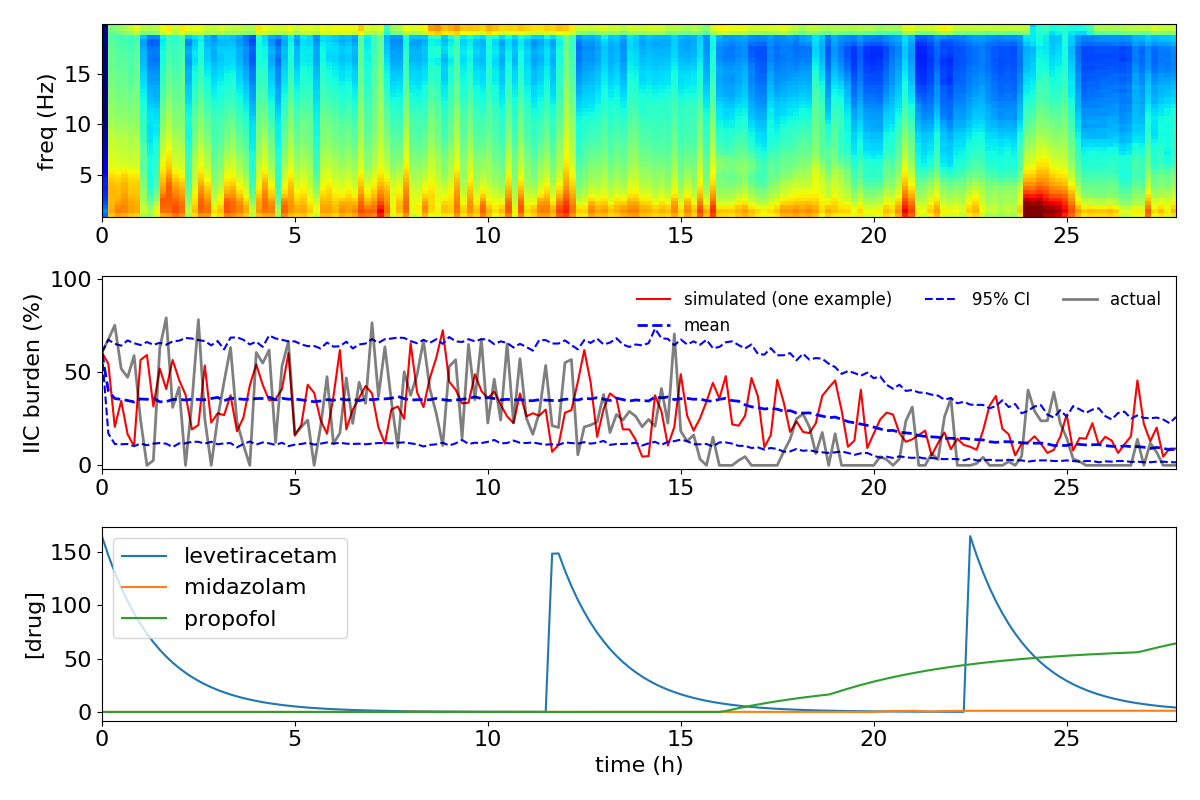 freq (Hz)
15
10
5
0 5 10 15 20 25
IIC burden (%)
100
50
0
simulated (one example) 95% CI actual
mean
0 5 10 15 20 25
[drug]
150
100
50
0
levetiracetam
midazolam
propofol
0 5 10 15 20 25
time (h)